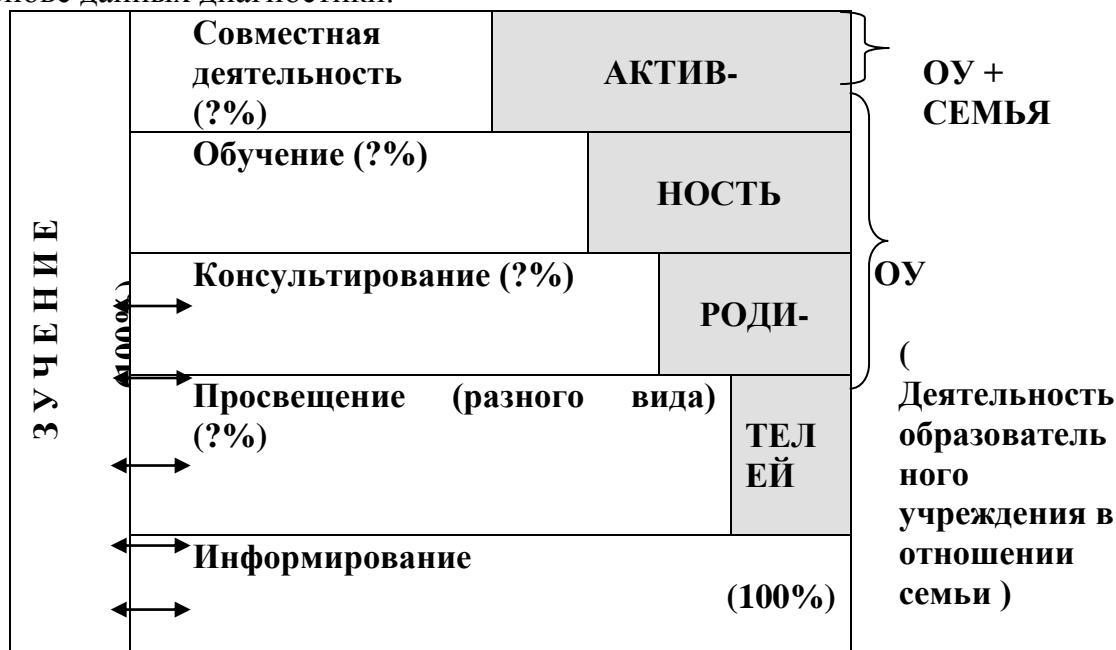 Совместная
деятельность
(?%)
АКТИВ-
ОУ +
СЕМЬЯ
Обучение (?%)
НОСТЬ
З У Ч Е Н И Е
(100%)
Консультирование (?%)
РОДИ-
ОУ
(
Деятельность
образователь
ного
учреждения в
отношении
семьи )
Просвещение (разного вида)
(?%)
ТЕЛ
ЕЙ
Информирование
(100%)